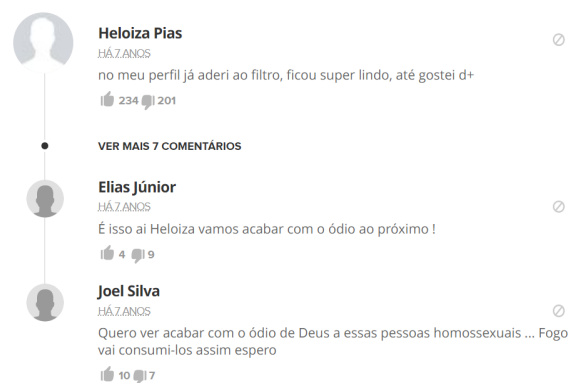 Heloiza Pias
HÁ 7 ANOS
no meu perfil já aderi ao filtro, ficou super lindo, até gostei d+
234 201
VER MAIS 7 COMENTÁRIOS
Elias Júnior
HÁ 7 ANOS
É isso ai Heloiza vamos acabar com o ódio ao próximo !
4 9
Joel Silva
HÁ 7 ANOS
Quero ver acabar com o ódio de Deus a essas pessoas homossexuais ... Fogo
vai consumi-los assim espero
10 7